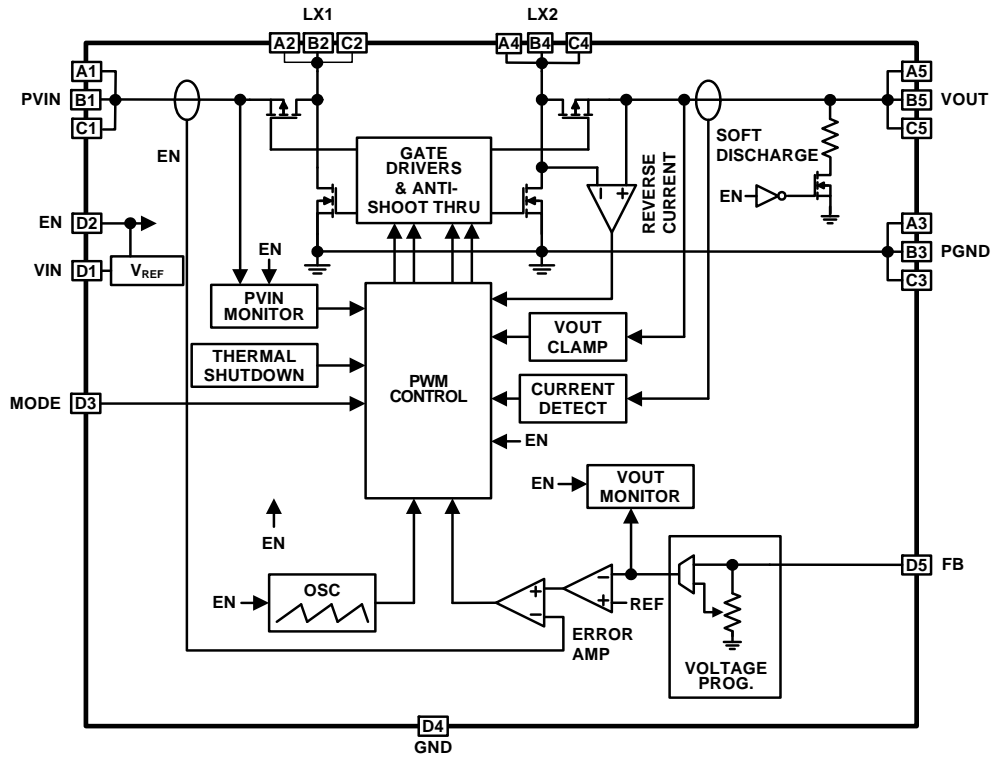 LX1
LX2
A2 B2 C2
A4 B4 C4
A1
PVIN B1
C1
A5
B5 VOUT
C5
EN
SOFT
DISCHARGE
EN
GATE
DRIVERS
& ANTI-
SHOOT THRU
REVERSE
CURRENT
EN D2
VIN D1
VREF
A3
B3 PGND
C3
EN
PVIN
MONITOR
THERMAL
SHUTDOWN
MODE D3
PWM
CONTROL
VOUT
CLAMP
CURRENT
DETECT
EN
EN
VOUT
MONITOR
EN
EN
OSC
REF
ERROR
AMP
VOLTAGE
PROG.
D5 FB
D4
GND